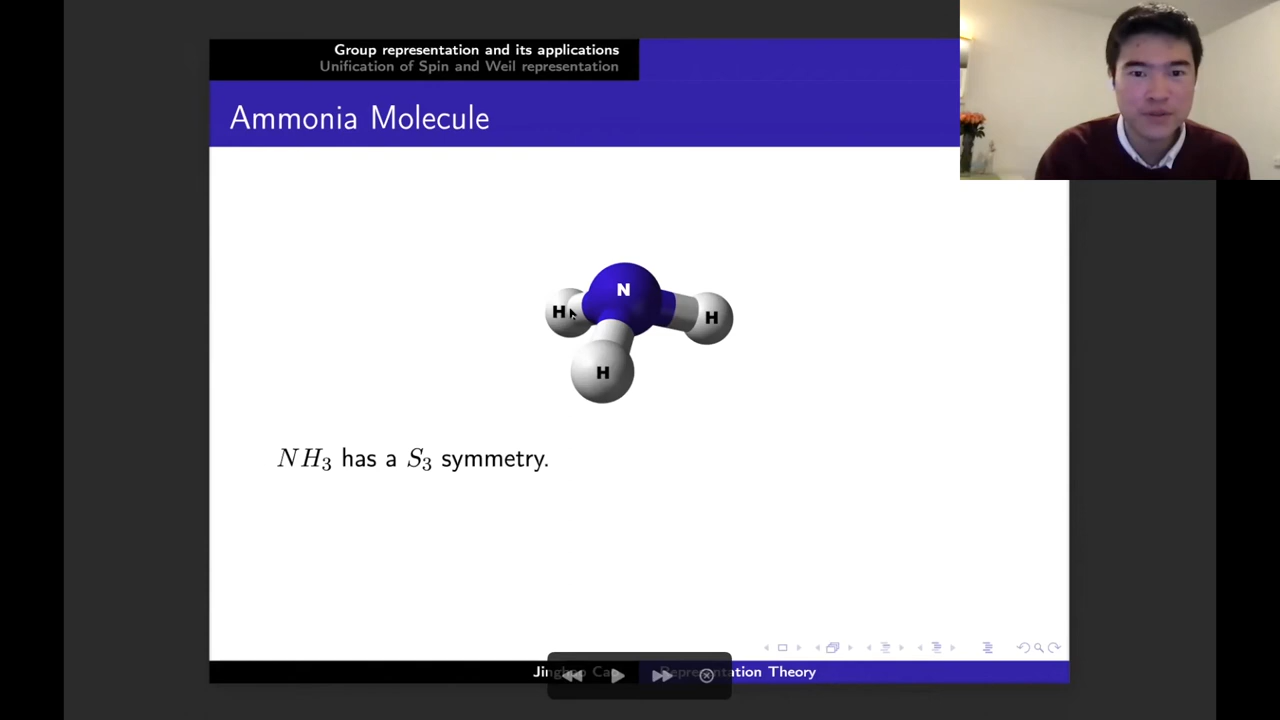 Group representation and its applications
Unification of Spin and Weil representation
Ammonia Molecule
N
H
H
H
NH₃ has a S₃ symmetry.
Representation Theory